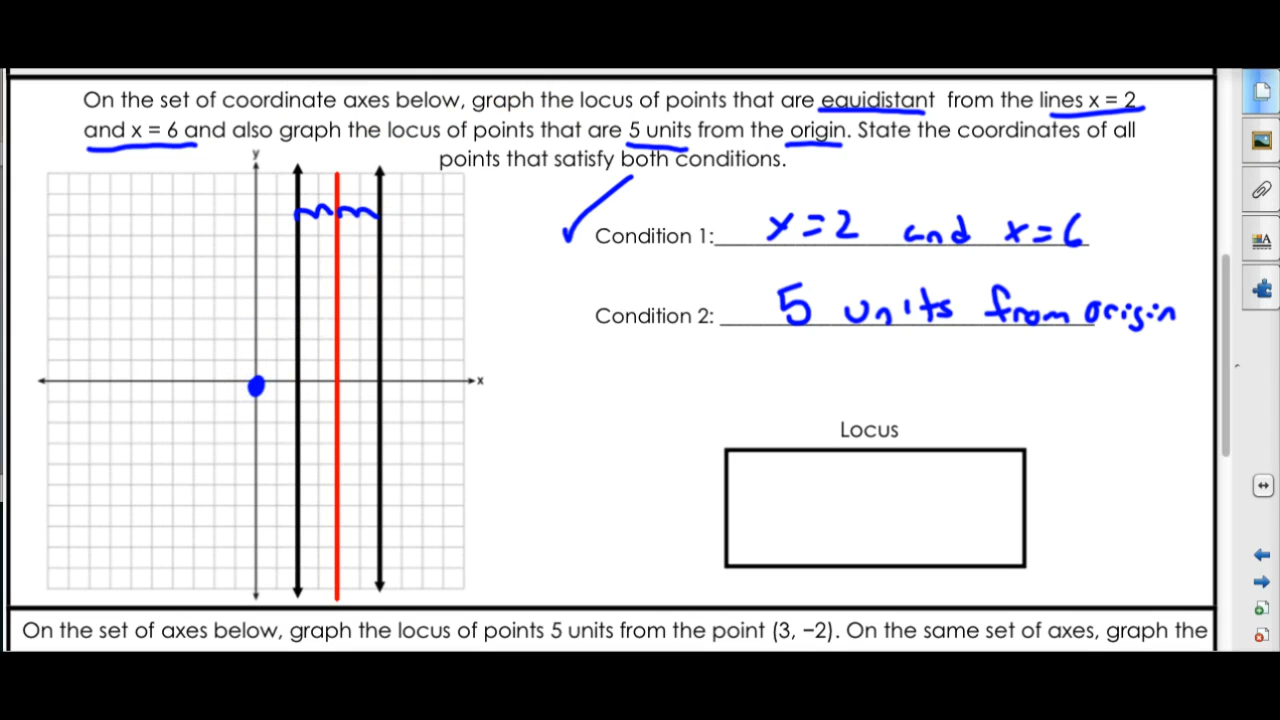 On the set of coordinate axes below, graph the locus of points that are equidistant from the lines x = 2
and x = 6 and also graph the locus of points that are 5 units from the origin. State the coordinates of all
points that satisfy both conditions.
y
Condition 1: x=2 and x=6
Condition 2: 5 units from origin
x
Locus
On the set of axes below, graph the locus of points 5 units from the point (3, −2). On the same set of axes, graph the